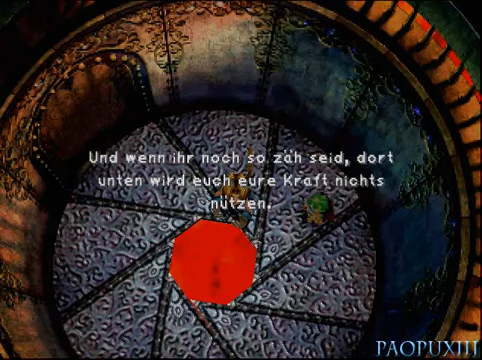 Und wenn ihr noch so zäh seid, dort
unten wird euch eure Kraft nichts
nützen.
PAOPUXIII